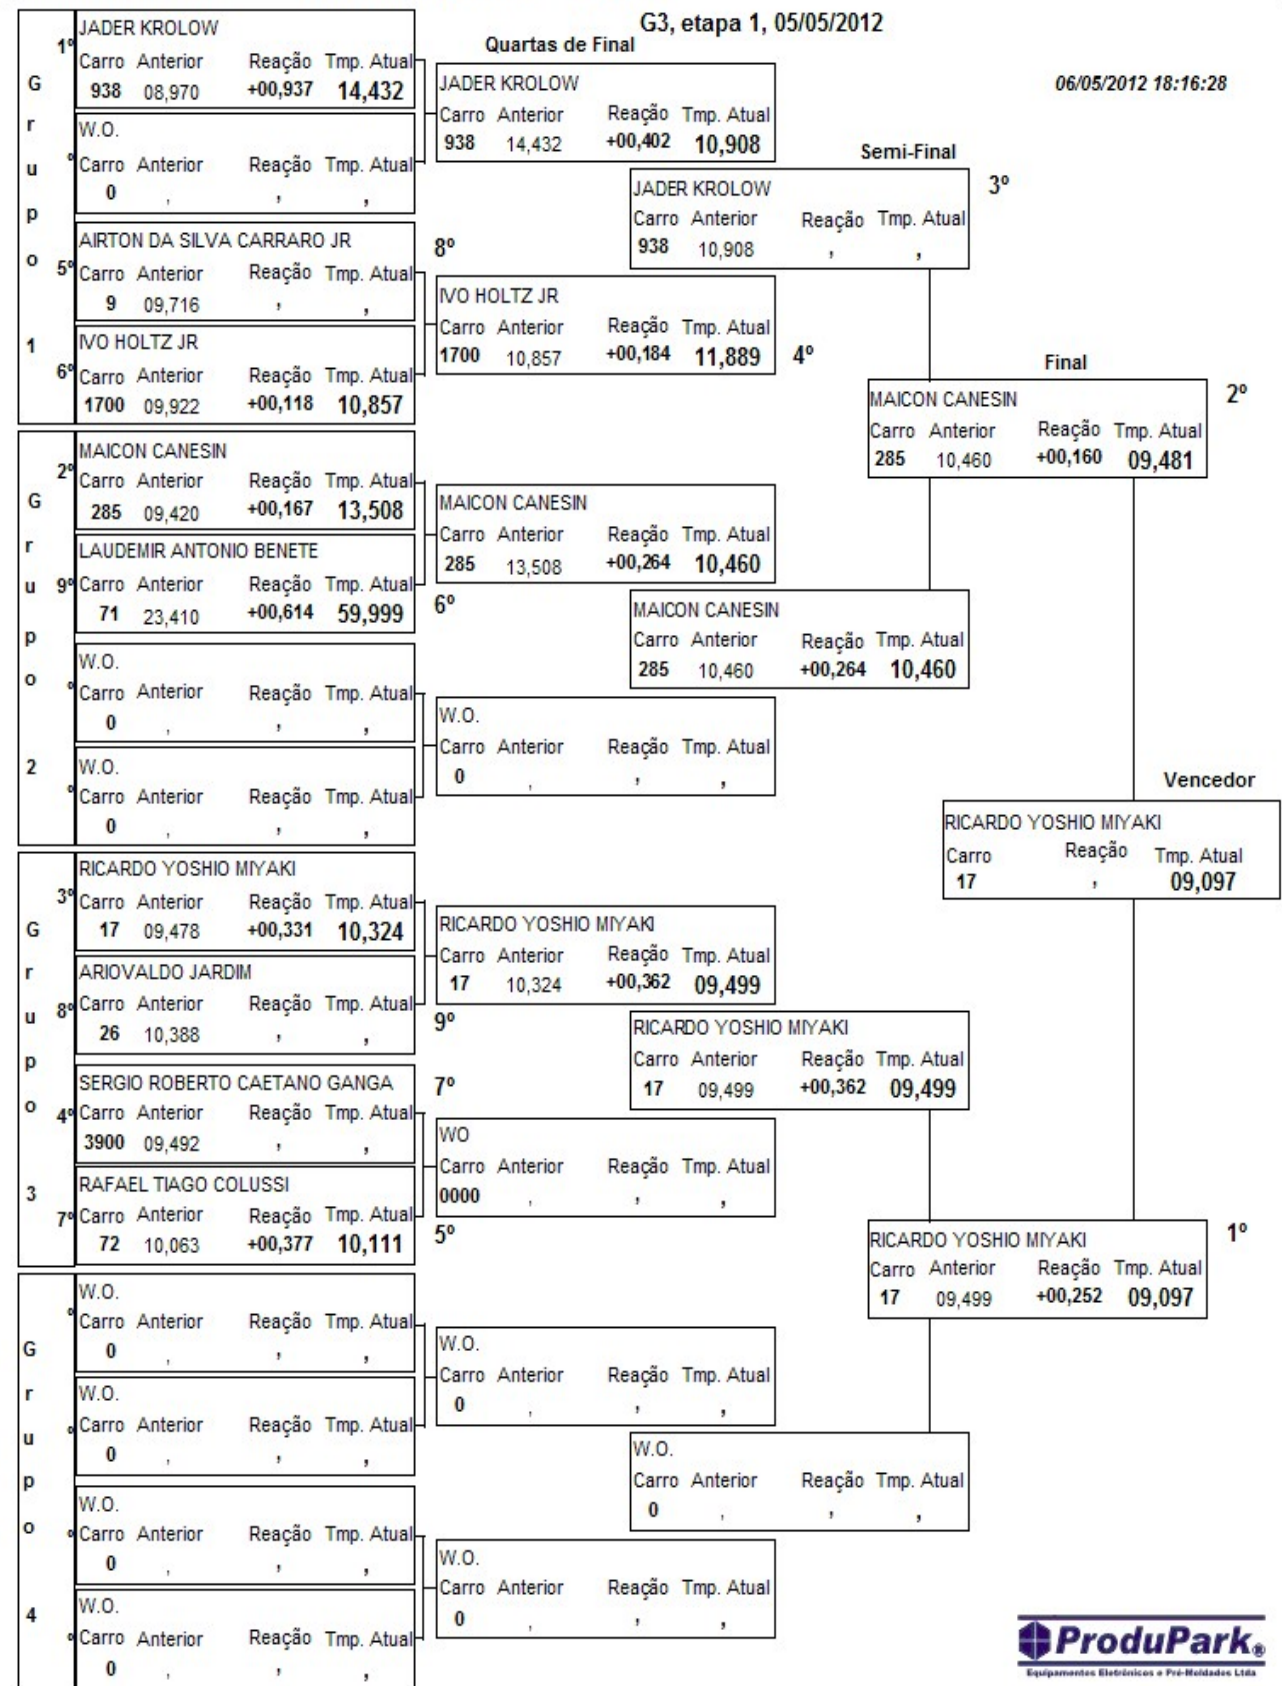 G3, etapa 1, 05/05/2012
06/05/2012 18:16:28
Grupo 1
1º
JADER KROLOW
Carro Anterior Reação Tmp. Atual
938 08,970 +00,937 14,432
W.O.
º Carro Anterior Reação Tmp. Atual
0 , , ,
AIRTON DA SILVA CARRARO JR
5º Carro Anterior Reação Tmp. Atual
9 09,716 , ,
8º
IVO HOLTZ JR
6º Carro Anterior Reação Tmp. Atual
1700 09,922 +00,118 10,857
Grupo 2
MAICON CANESIN
2º Carro Anterior Reação Tmp. Atual
285 09,420 +00,167 13,508
LAUDEMIR ANTONIO BENETE
9º Carro Anterior Reação Tmp. Atual
71 23,410 +00,614 59,999
6º
W.O.
º Carro Anterior Reação Tmp. Atual
0 , , ,
W.O.
º Carro Anterior Reação Tmp. Atual
0 , , ,
Grupo 3
RICARDO YOSHIO MIYAKI
3º Carro Anterior Reação Tmp. Atual
17 09,478 +00,331 10,324
ARIOVALDO JARDIM
8º Carro Anterior Reação Tmp. Atual
26 10,388 , ,
9º
SERGIO ROBERTO CAETANO GANGA
4º Carro Anterior Reação Tmp. Atual
3900 09,492 , ,
7º
RAFAEL TIAGO COLUSSI
7º Carro Anterior Reação Tmp. Atual
72 10,063 +00,377 10,111
5º
Grupo 4
W.O.
º Carro Anterior Reação Tmp. Atual
0 , , ,
W.O.
º Carro Anterior Reação Tmp. Atual
0 , , ,
W.O.
º Carro Anterior Reação Tmp. Atual
0 , , ,
W.O.
º Carro Anterior Reação Tmp. Atual
0 , , ,
Quartas de Final
JADER KROLOW
Carro Anterior Reação Tmp. Atual
938 14,432 +00,402 10,908
IVO HOLTZ JR
Carro Anterior Reação Tmp. Atual
1700 10,857 +00,184 11,889
4º
MAICON CANESIN
Carro Anterior Reação Tmp. Atual
285 13,508 +00,264 10,460
W.O.
Carro Anterior Reação Tmp. Atual
0 , , ,
RICARDO YOSHIO MIYAKI
Carro Anterior Reação Tmp. Atual
17 10,324 +00,362 09,499
WO
Carro Anterior Reação Tmp. Atual
0000 , , ,
W.O.
Carro Anterior Reação Tmp. Atual
0 , , ,
W.O.
Carro Anterior Reação Tmp. Atual
0 , , ,
Semi-Final
JADER KROLOW
3º
Carro Anterior Reação Tmp. Atual
938 10,908 , ,
MAICON CANESIN
Carro Anterior Reação Tmp. Atual
285 10,460 +00,264 10,460
RICARDO YOSHIO MIYAKI
Carro Anterior Reação Tmp. Atual
17 09,499 +00,362 09,499
W.O.
Carro Anterior Reação Tmp. Atual
0 , , ,
Final
MAICON CANESIN
2º
Carro Anterior Reação Tmp. Atual
285 10,460 +00,160 09,481
RICARDO YOSHIO MIYAKI
1º
Carro Anterior Reação Tmp. Atual
17 09,499 +00,252 09,097
Vencedor
RICARDO YOSHIO MIYAKI
Carro Reação Tmp. Atual
17 , 09,097
ProduPark®
Equipamentos Eletrônicos e Pré-Moldados Ltda